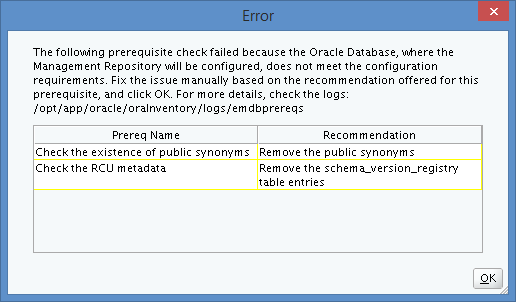 Error
The following prerequisite check failed because the Oracle Database, where the
Management Repository will be configured, does not meet the configuration
requirements. Fix the issue manually based on the recommendation offered for this
prerequisite, and click OK. For more details, check the logs:
/opt/app/oracle/oraInventory/logs/emdbprereqs
Prereq Name Recommendation
Check the existence of public synonyms Remove the public synonyms
Check the RCU metadata Remove the schema_version_registry
table entries
OK